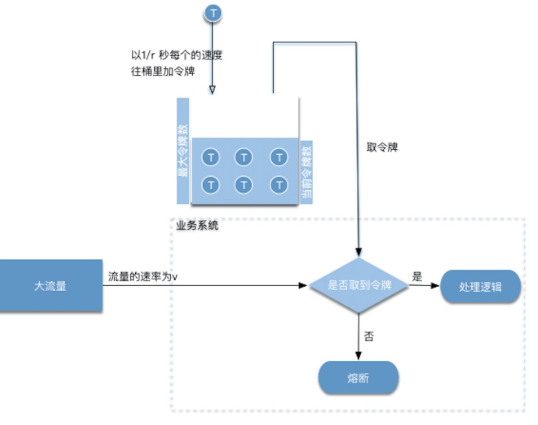 T
以1/r 秒每个的速度
往桶里加令牌
最大令牌数
T T T
T T T
当前令牌数
取令牌
业务系统
大流量
流量的速率为v
是否取到令牌
是
处理逻辑
否
熔断